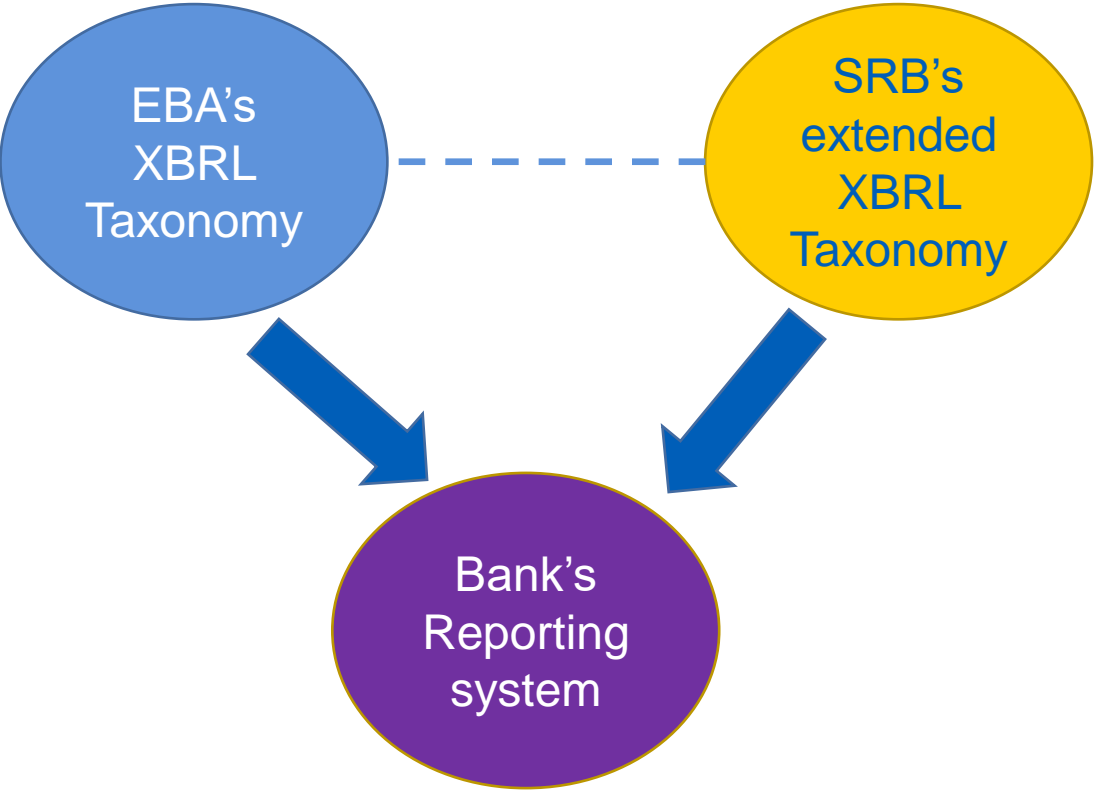 EBA’s
XBRL
Taxonomy
SRB’s
extended
XBRL
Taxonomy
Bank’s
Reporting
system